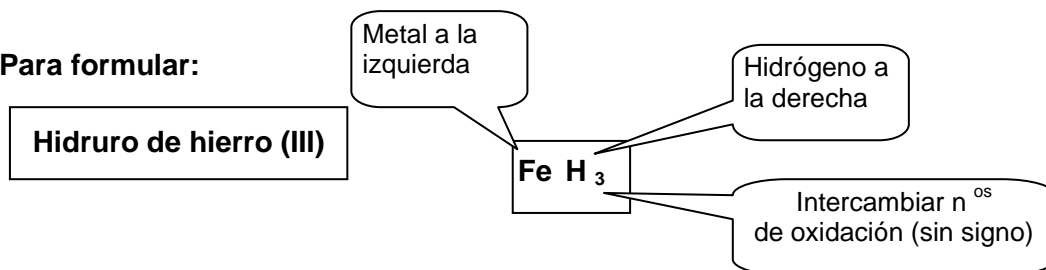 Para formular:
Metal a la
izquierda
Hidrógeno a
la derecha
Hidruro de hierro (III)
Fe H 3
Intercambiar n os
de oxidación (sin signo)